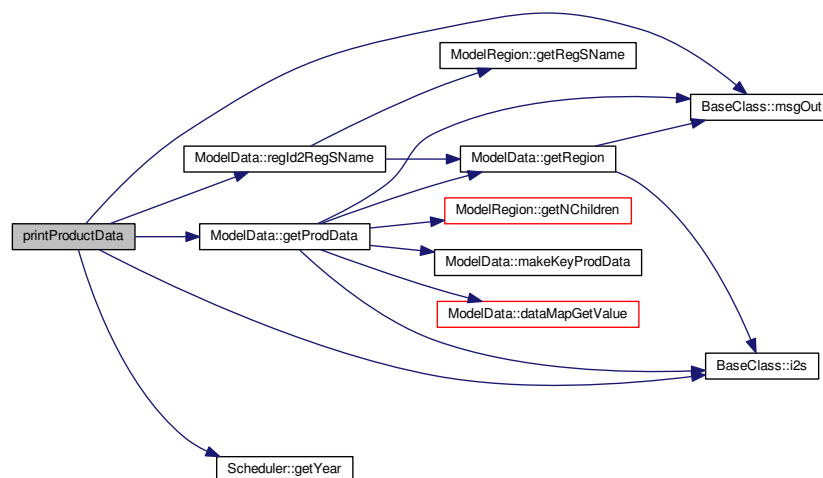 ModelRegion::getRegSName
BaseClass::msgOut
ModelData::regId2RegSName
ModelData::getRegion
ModelRegion::getNChildren
printProductData
ModelData::getProdData
ModelData::makeKeyProdData
ModelData::dataMapGetValue
BaseClass::i2s
Scheduler::getYear